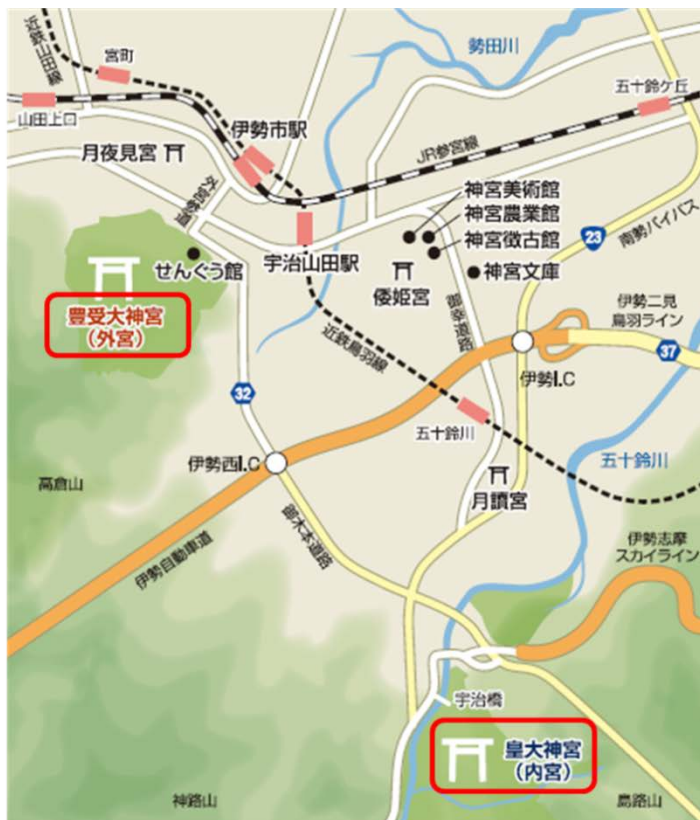 近鉄山田線
宮町
勢田川
山田上口
五十鈴ケ丘
伊勢市駅
JR参宮線
月夜見宮
外宮参道
神宮美術館
神宮農業館
神宮徴古館
23
南勢バイパス
せんぐう館
宇治山田駅
倭姫宮
神宮文庫
御幸道路
豊受大神宮
(外宮)
近鉄鳥羽線
伊勢二見
鳥羽ライン
37
伊勢I.C
32
五十鈴川
伊勢西I.C
五十鈴川
高倉山
月讀宮
御木本道路
伊勢自動車道
伊勢志摩
スカイライン
宇治橋
皇大神宮
(内宮)
神路山
島路山